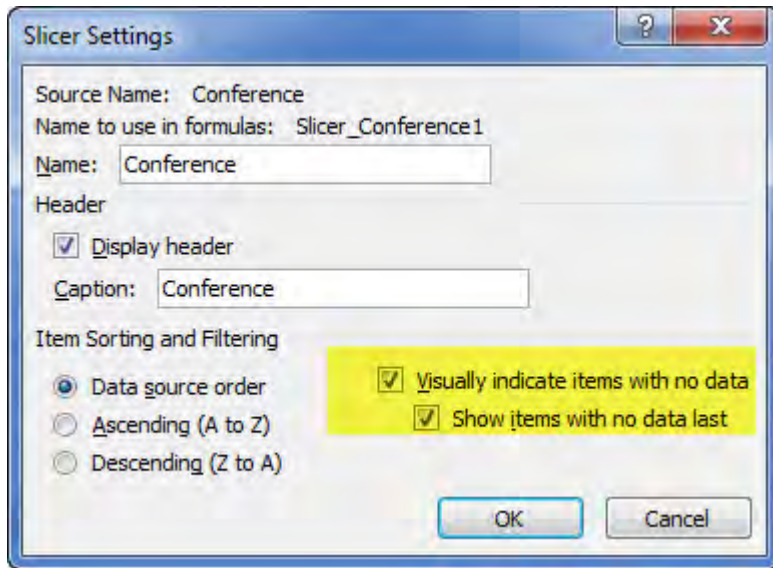 Slicer Settings
?
Source Name: Conference
Name to use in formulas: Slicer_Conference1
Name: Conference
Header
Display header
Caption: Conference
Item Sorting and Filtering
Data source order
Visually indicate items with no data
Ascending (A to Z)
Show items with no data last
Descending (Z to A)
OK Cancel